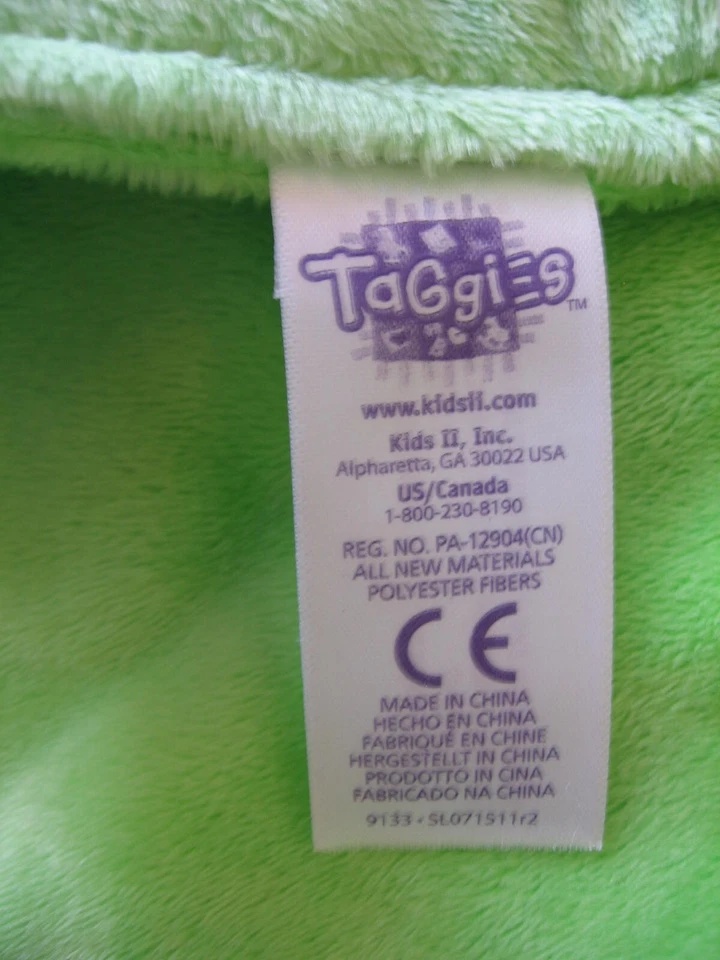 TaGgiEs™
www.kidsii.com
Kids II, Inc.
Alpharetta, GA 30022 USA
US/Canada
1-800-230-8190
REG. NO. PA-12904(CN)
ALL NEW MATERIALS
POLYESTER FIBERS
CE
MADE IN CHINA
HECHO EN CHINA
FABRIQUÉ EN CHINE
HERGESTELLT IN CHINA
PRODOTTO IN CINA
FABRICADO NA CHINA
9133 - SL071511r2